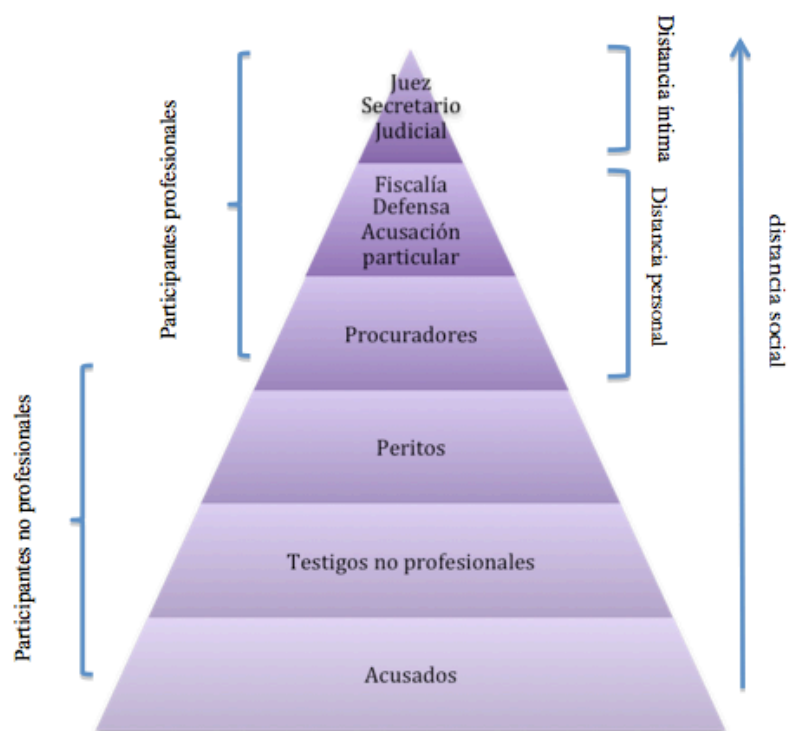 Juez
Secretario
Judicial
Fiscalía
Defensa
Acusación
particular
Procuradores
Peritos
Testigos no profesionales
Acusados
Participantes profesionales
Participantes no profesionales
Distancia íntima
Distancia personal
distancia social